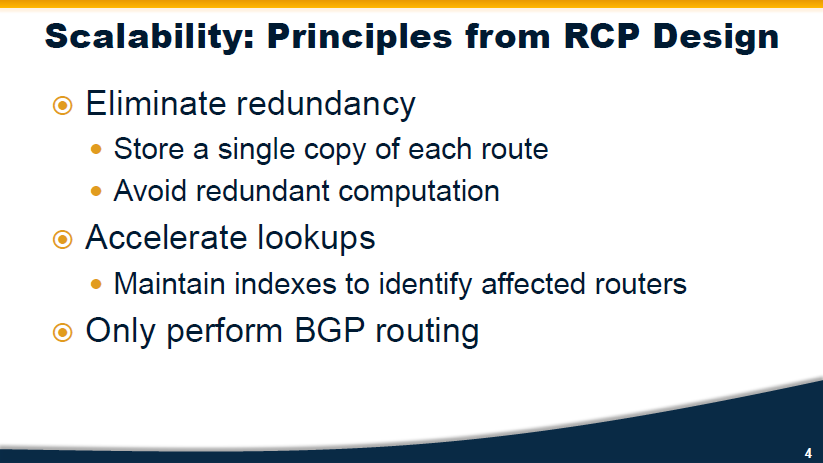 Scalability: Principles from RCP Design
Eliminate redundancy
Store a single copy of each route
Avoid redundant computation
Accelerate lookups
Maintain indexes to identify affected routers
Only perform BGP routing
4